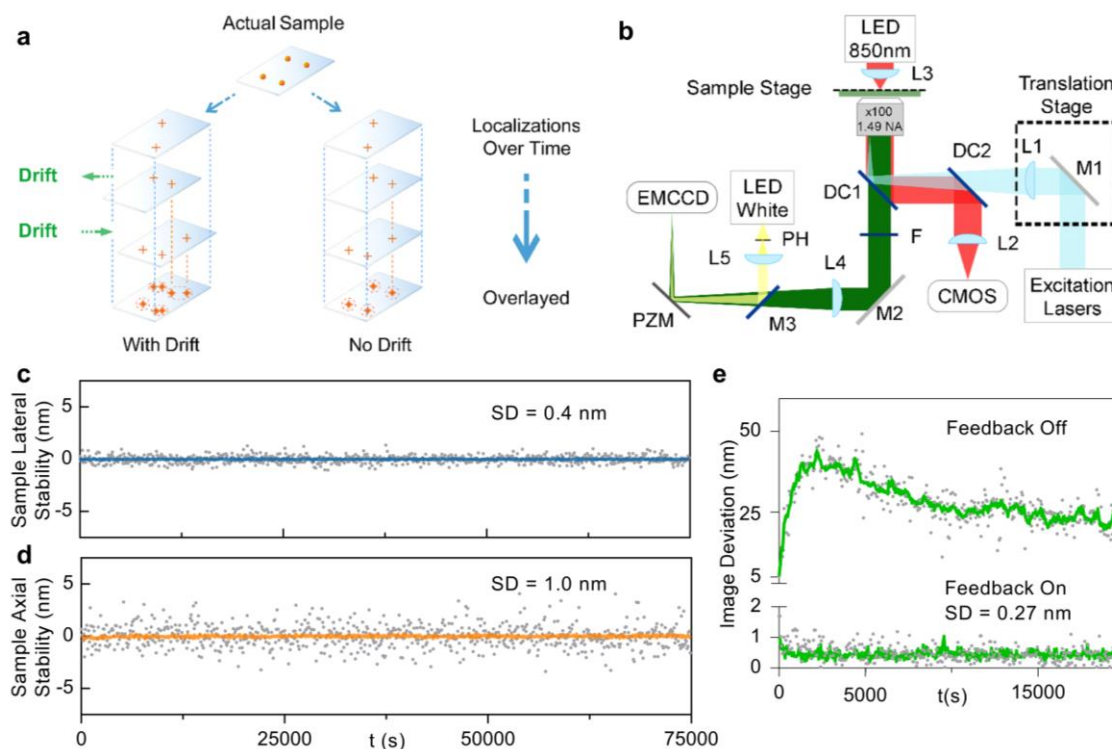 a
Actual Sample
Drift
Drift
Localizations
Over Time
Overlayed
With Drift
No Drift
b
LED
850nm
L3
Sample Stage
x100
1.49 NA
Translation
Stage
L1
M1
DC2
DC1
EMCCD
LED
White
PH
L5
F
L2
L4
CMOS
Excitation
Lasers
PZM
M3
M2
c
Sample Lateral
Stability (nm)
5
0
-5
SD = 0.4 nm
d
Sample Axial
Stability (nm)
5
0
-5
SD = 1.0 nm
0
25000
t (s)
50000
75000
e
Image Deviation (nm)
50
25
5
Feedback Off
Feedback On
SD = 0.27 nm
2
1
0
0
5000
t(s)
15000